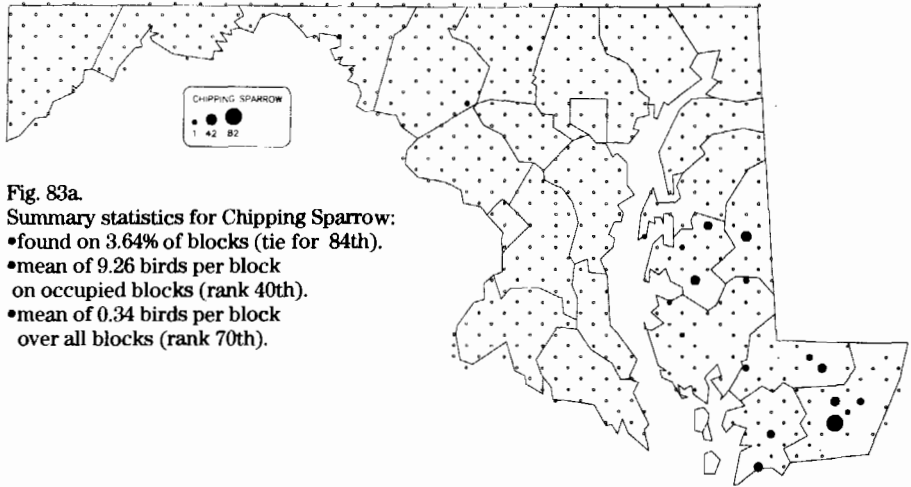 CHIPPING SPARROW
1 42 82
Fig. 83a.
Summary statistics for Chipping Sparrow:
•found on 3.64% of blocks (tie for 84th).
•mean of 9.26 birds per block
on occupied blocks (rank 40th).
•mean of 0.34 birds per block
over all blocks (rank 70th).